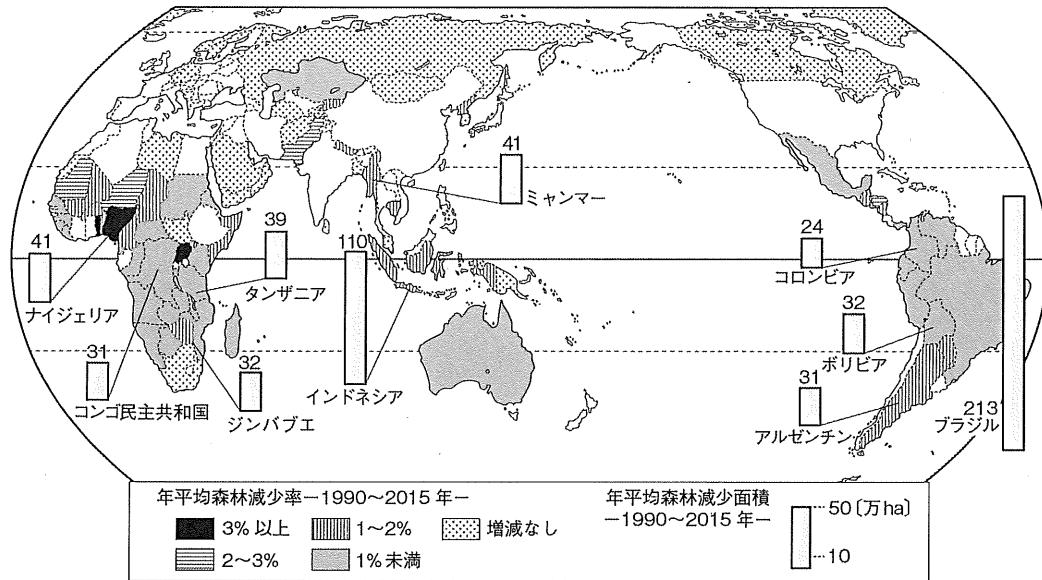 41
ミャンマー
39
タンザニア
41
ナイジェリア
110
インドネシア
24
コロンビア
31
コンゴ民主共和国
32
ジンバブエ
32
ボリビア
31
アルゼンチン
213
ブラジル
年平均森林減少率−1990〜2015年−
3%以上
1〜2%
増減なし
2〜3%
1%未満
年平均森林減少面積
−1990〜2015年−
50〔万ha〕
10